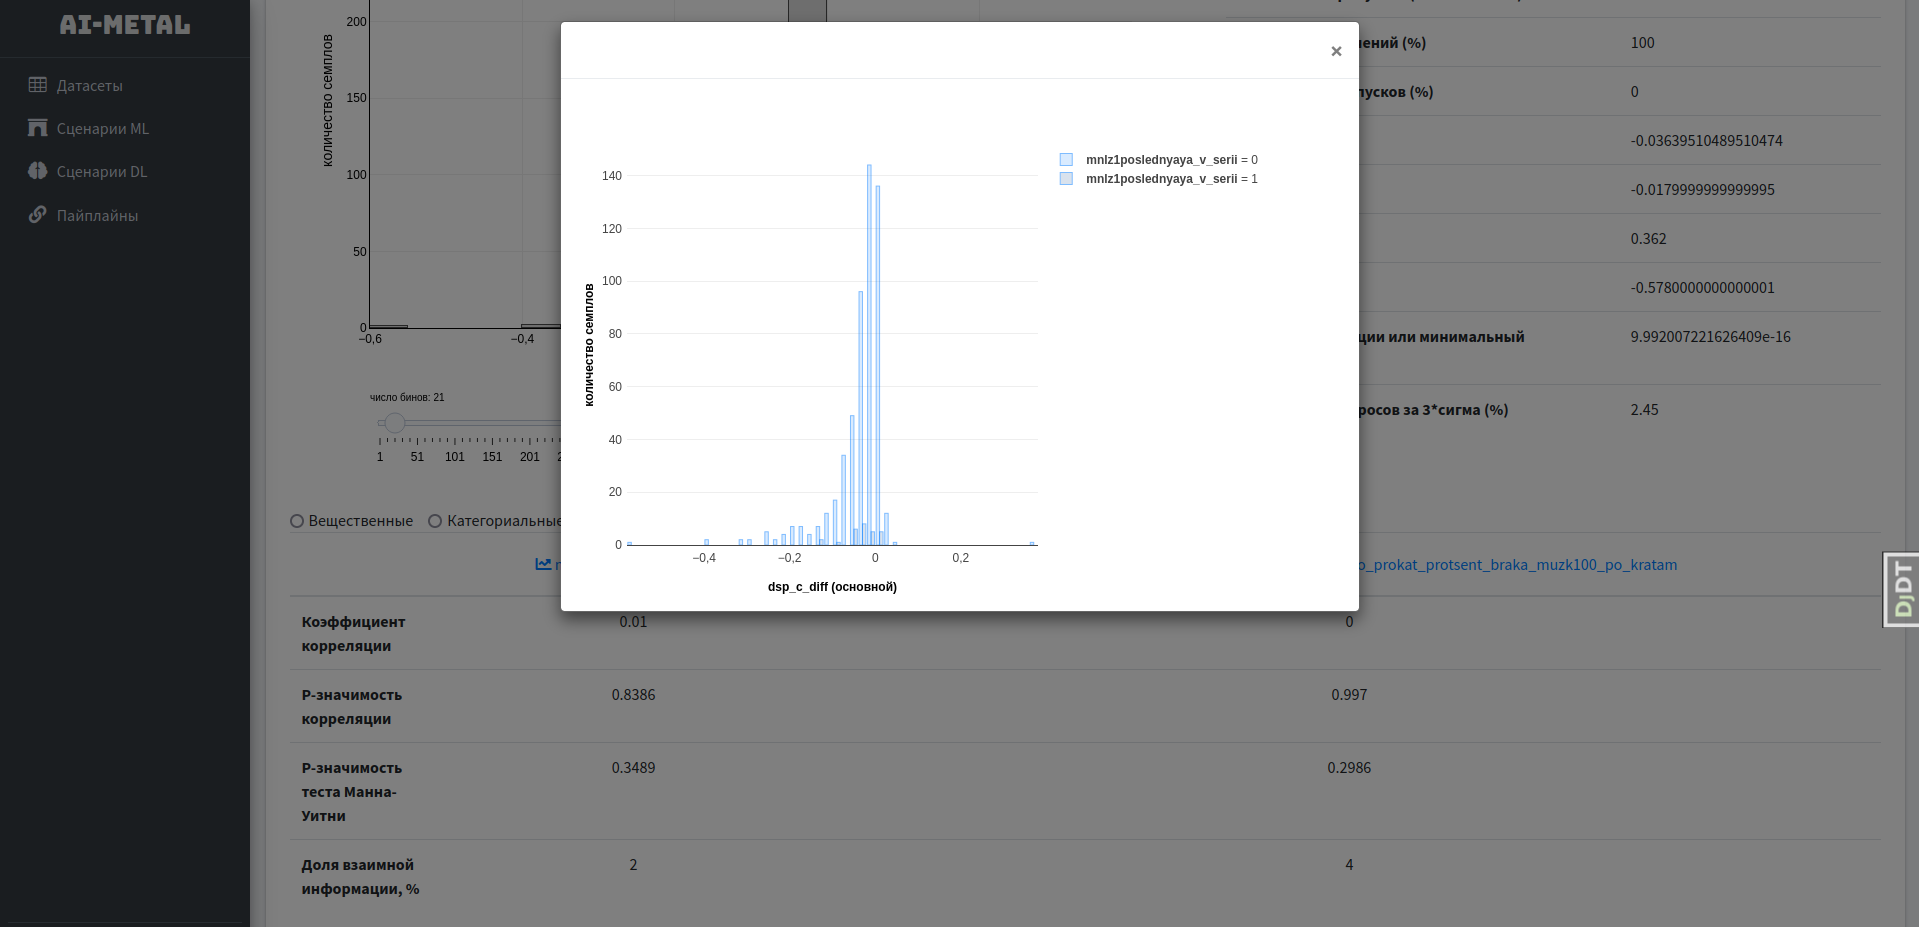 AI-METAL
Датасеты
Сценарии ML
Сценарии DL
Пайплайны
количество семплов
200
150
100
50
0
−0,6
−0,4
число бинов: 21
1 51 101 151 201
Вещественные Категориальные
×
mnlz1poslednyaya_v_serii = 0
mnlz1poslednyaya_v_serii = 1
количество семплов
140
120
100
80
60
40
20
0
−0,4 −0,2 0 0,2
dsp_c_diff (основной)
ений (%) 100
пусков (%) 0
-0.03639510489510474
-0.0179999999999995
0.362
-0.5780000000000001
ции или минимальный 9.992007221626409e-16
росов за 3*сигма (%) 2.45
o_prokat_protsent_braka_muzk100_po_kratam
Коэффициент
корреляции
0.01 0
P-значимость
корреляции
0.8386 0.997
P-значимость
теста Манна-
Уитни
0.3489 0.2986
Доля взаимной
информации, %
2 4
DjDT